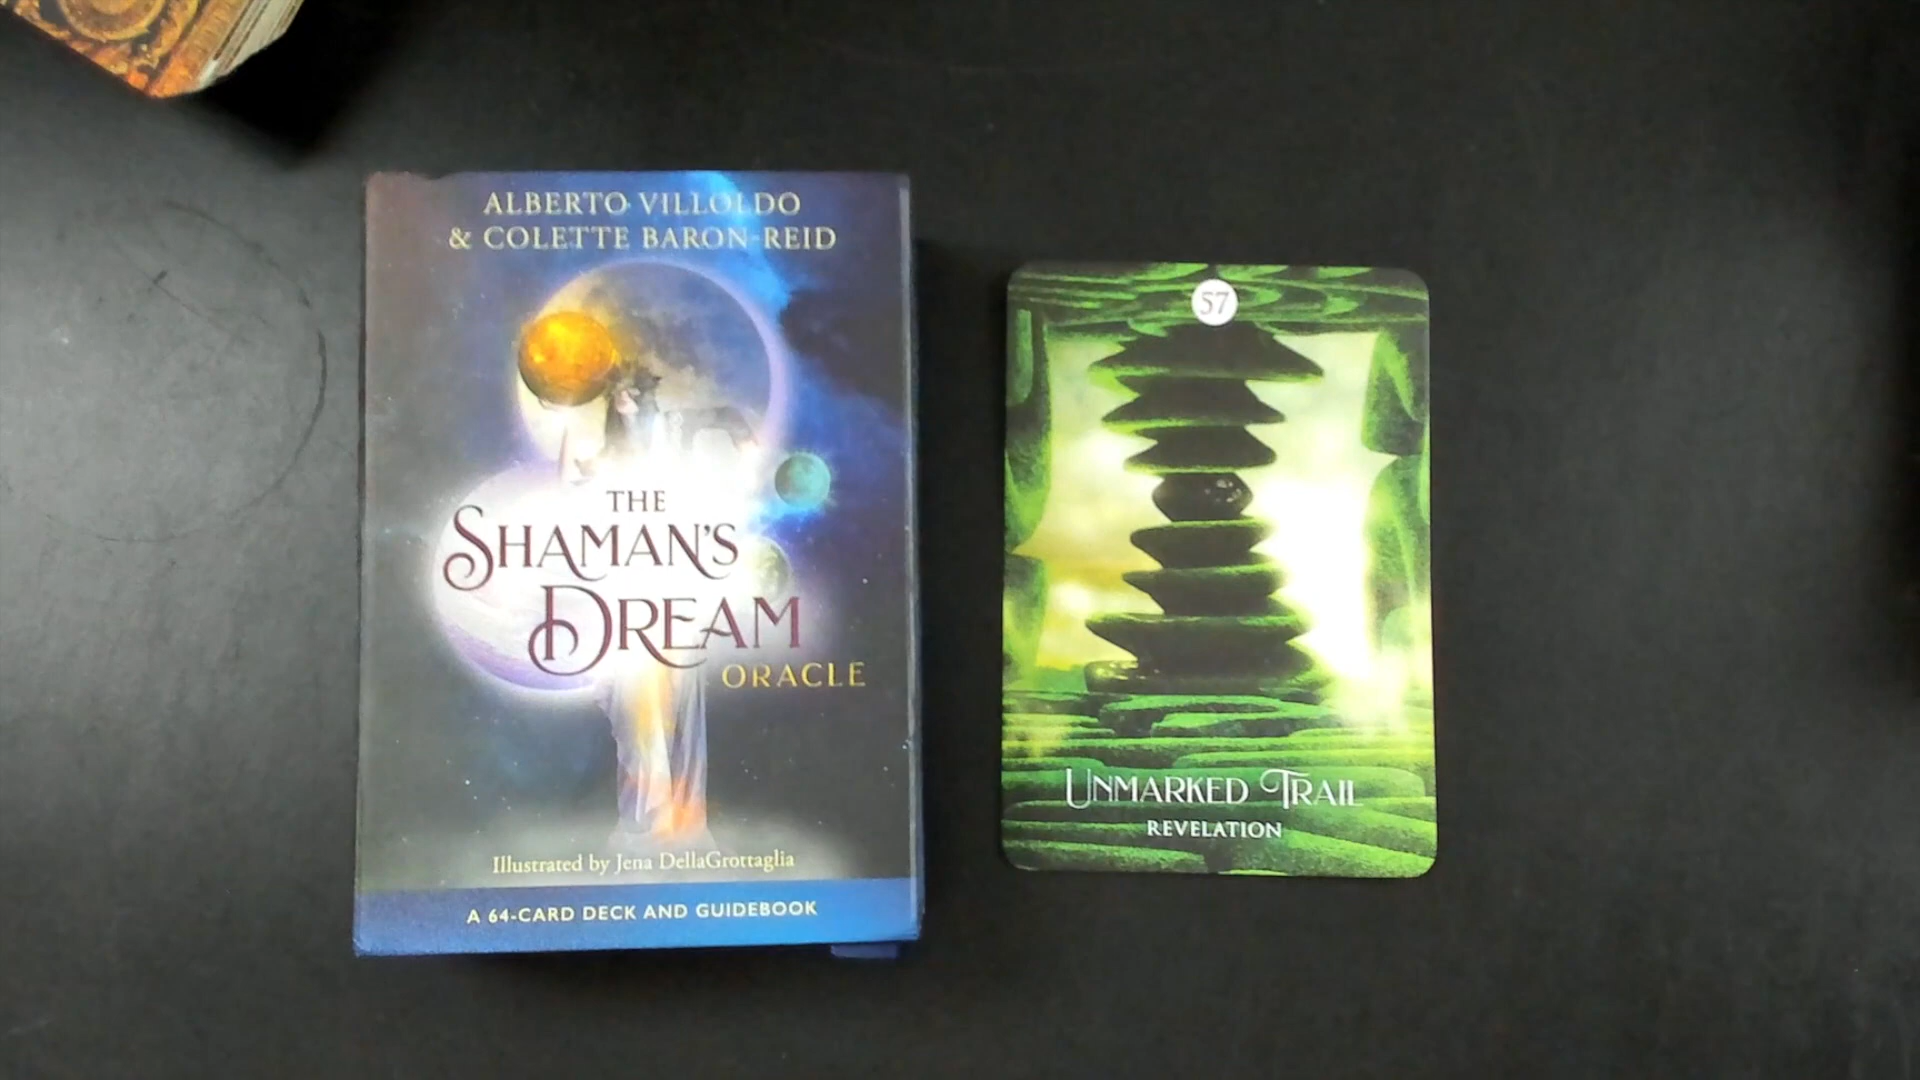 ALBERTO VILLOLDO
& COLETTE BARON-REID
THE
SHAMAN'S
DREAM
ORACLE
Illustrated by Jena DellaGrottaglia
A 64-CARD DECK AND GUIDEBOOK
57
UNMARKED TRAIL
REVELATION